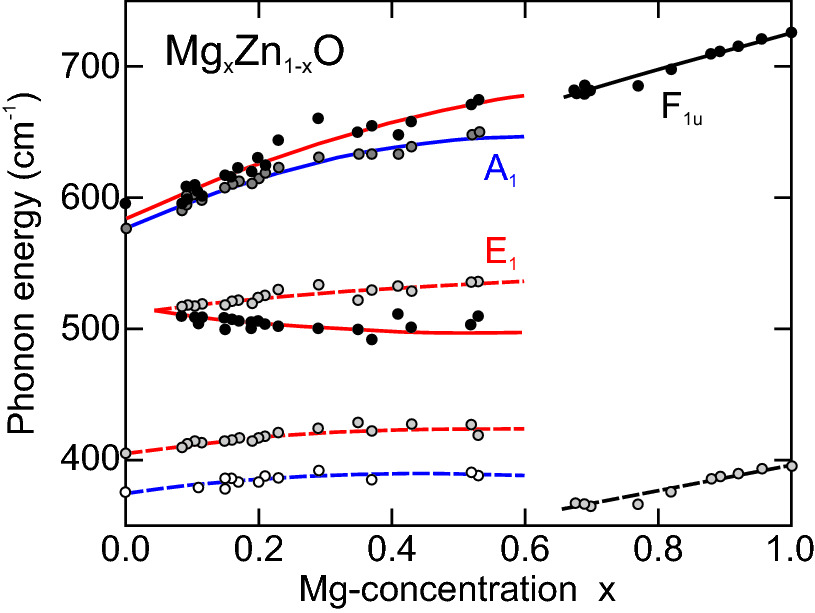 MgxZn1-xO
700
F1u
600
A1
E1
500
400
Phonon energy (cm-1)
0.0 0.2 0.4 0.6 0.8 1.0
Mg-concentration x